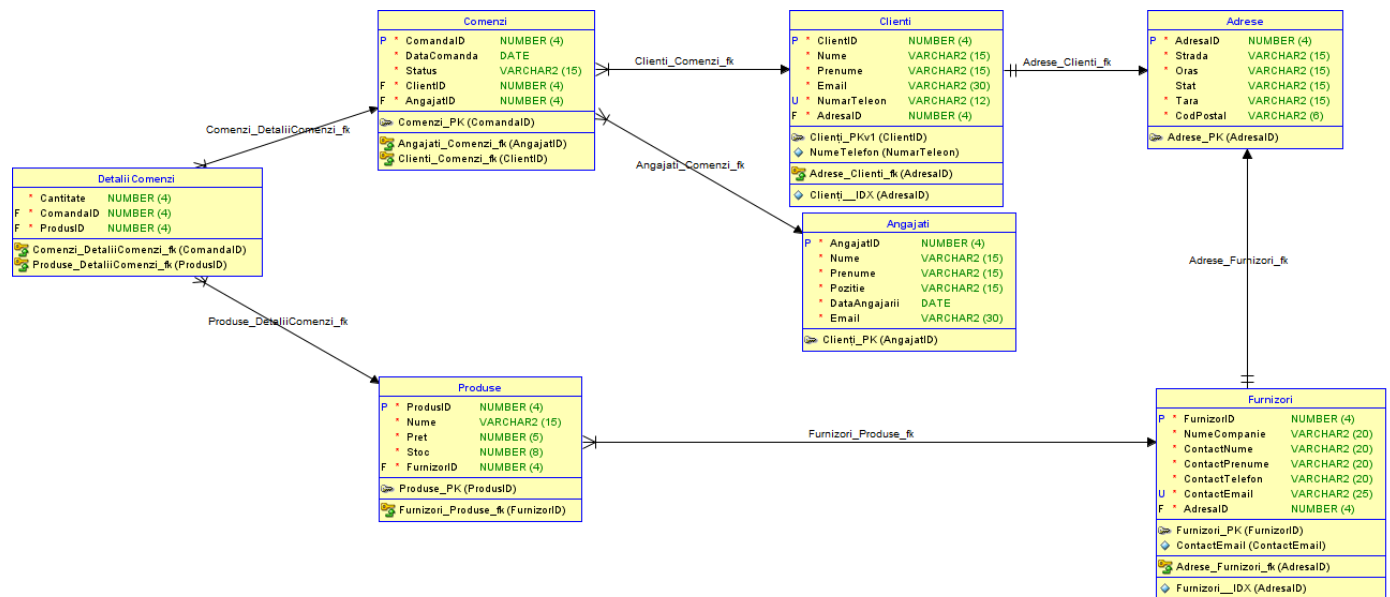 Comenzi
P * ComandaID NUMBER (4)
* DataComanda DATE
* Status VARCHAR2 (15)
F * ClientID NUMBER (4)
F * AngajatID NUMBER (4)
Comenzi_PK (ComandaID)
Angajati_Comenzi_fk (AngajatID)
Clienti_Comenzi_fk (ClientID)
Clienti_Comenzi_fk
Clienti
P * ClientID NUMBER (4)
* Nume VARCHAR2 (15)
* Prenume VARCHAR2 (15)
* Email VARCHAR2 (30)
U * NumarTeleon VARCHAR2 (12)
F * AdresaID NUMBER (4)
Clienți_PKv1 (ClientID)
NumeTelefon (NumarTeleon)
Adrese_Clienti_fk (AdresaID)
Clienți__IDX (AdresaID)
Adrese_Clienti_fk
Adrese
P * AdresaID NUMBER (4)
* Strada VARCHAR2 (15)
* Oras VARCHAR2 (15)
Stat VARCHAR2 (15)
* Tara VARCHAR2 (15)
* CodPostal VARCHAR2 (6)
Adrese_PK (AdresaID)
Comenzi_DetaliiComenzi_fk
Angajati_Comenzi_fk
Detalii Comenzi
* Cantitate NUMBER (4)
F * ComandaID NUMBER (4)
F * ProdusID NUMBER (4)
Comenzi_DetaliiComenzi_fk (ComandaID)
Produse_DetaliiComenzi_fk (ProdusID)
Angajati
P * AngajatID NUMBER (4)
* Nume VARCHAR2 (15)
* Prenume VARCHAR2 (15)
* Pozitie VARCHAR2 (15)
* DataAngajarii DATE
* Email VARCHAR2 (30)
Clienți_PK (AngajatID)
Adrese_Furnizori_fk
Produse_DetaliiComenzi_fk
Produse
P * ProdusID NUMBER (4)
* Nume VARCHAR2 (15)
* Pret NUMBER (5)
* Stoc NUMBER (8)
F * FurnizorID NUMBER (4)
Produse_PK (ProdusID)
Furnizori_Produse_fk (FurnizorID)
Furnizori_Produse_fk
Furnizori
P * FurnizorID NUMBER (4)
* NumeCompanie VARCHAR2 (20)
* ContactNume VARCHAR2 (20)
* ContactPrenume VARCHAR2 (20)
* ContactTelefon VARCHAR2 (20)
U * ContactEmail VARCHAR2 (25)
F * AdresaID NUMBER (4)
Furnizori_PK (FurnizorID)
ContactEmail (ContactEmail)
Adrese_Furnizori_fk (AdresaID)
Furnizori__IDX (AdresaID)